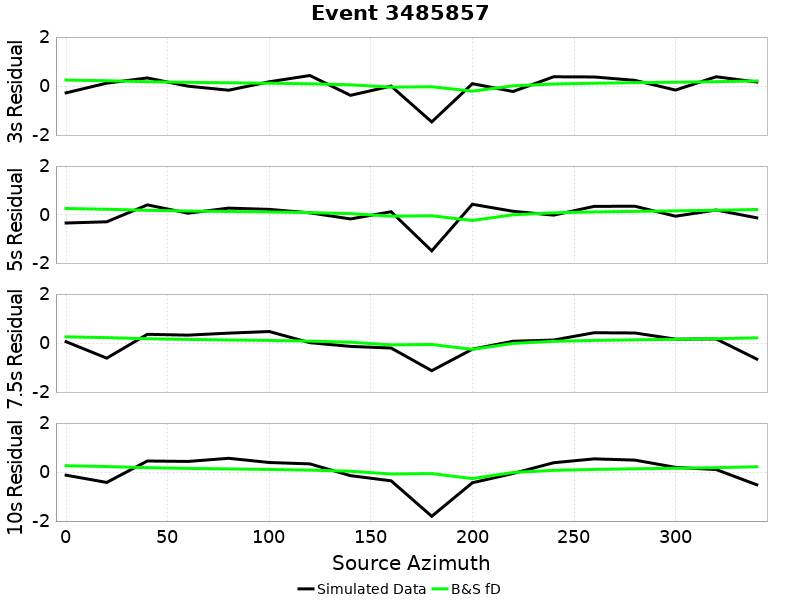 Event 3485857
3s Residual
2
0
-2
5s Residual
2
0
-2
7.5s Residual
2
0
-2
10s Residual
2
0
-2
0 50 100 150 200 250 300
Source Azimuth
Simulated Data B&S fD